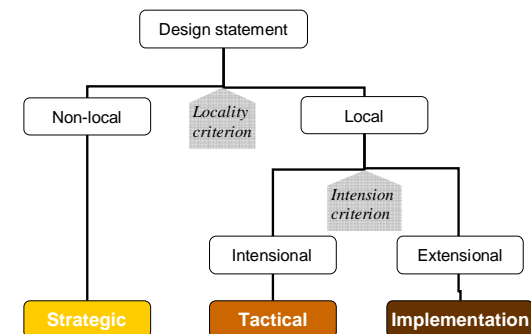 Design statement
Non-local
Locality
criterion
Local
Intension
criterion
Intensional
Extensional
Strategic
Tactical
Implementation